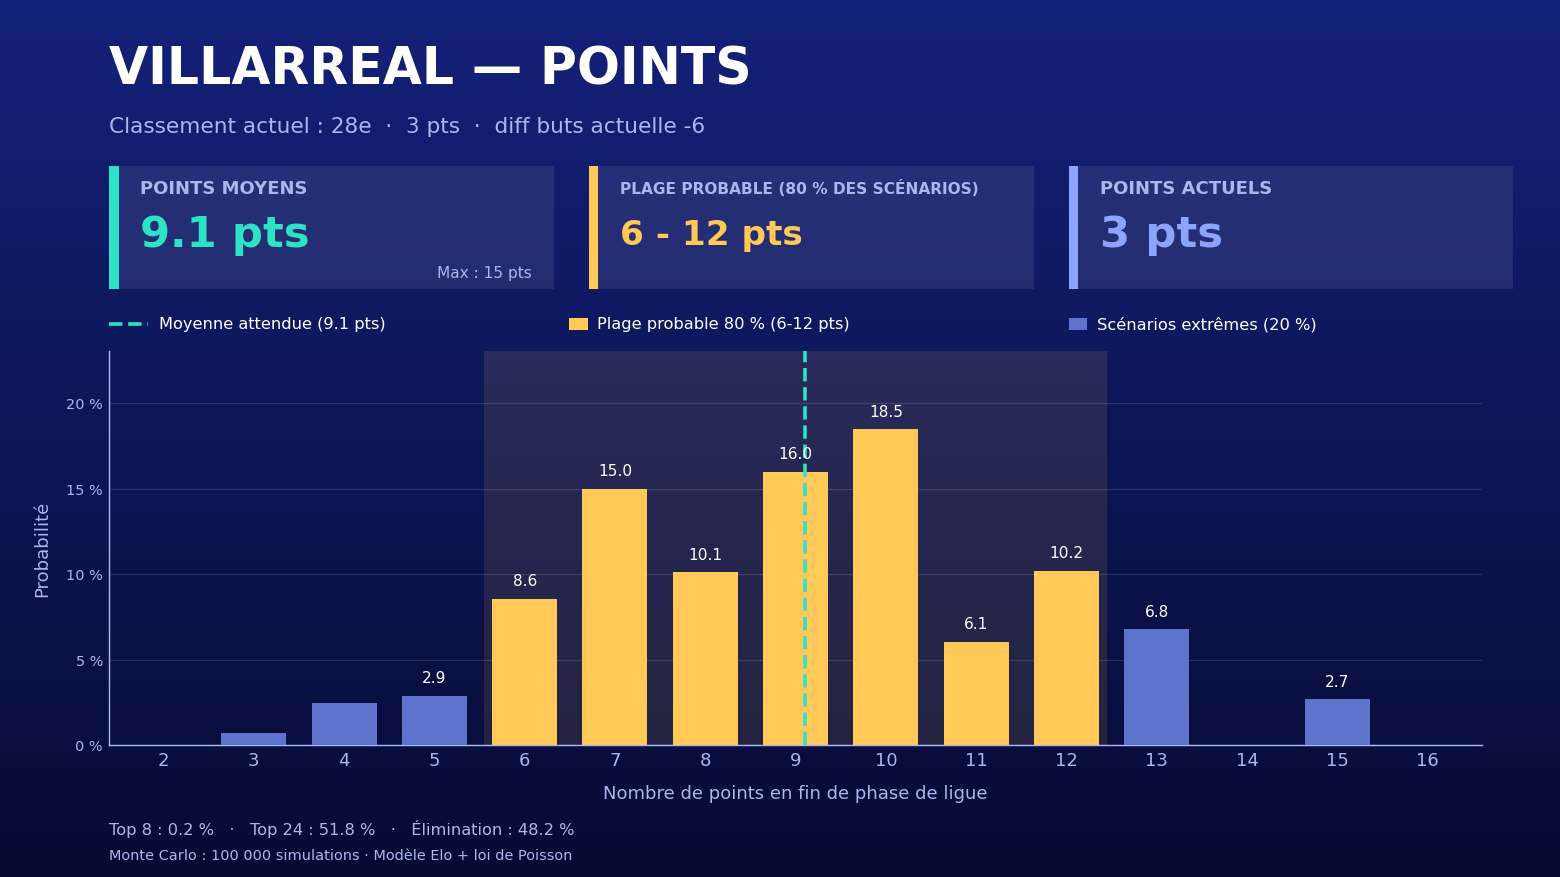 VILLARREAL — POINTS
Classement actuel : 28e · 3 pts · diff buts actuelle -6
POINTS MOYENS
9.1 pts
Max : 15 pts
PLAGE PROBABLE (80 % DES SCÉNARIOS)
6 - 12 pts
POINTS ACTUELS
3 pts
Moyenne attendue (9.1 pts)
Plage probable 80 % (6-12 pts)
Scénarios extrêmes (20 %)
Probabilité
20 %
15 %
10 %
5 %
0 %
2.9
8.6
15.0
10.1
16.0
18.5
6.1
10.2
6.8
2.7
2 3 4 5 6 7 8 9 10 11 12 13 14 15 16
Nombre de points en fin de phase de ligue
Top 8 : 0.2 % · Top 24 : 51.8 % · Élimination : 48.2 %
Monte Carlo : 100 000 simulations · Modèle Elo + loi de Poisson